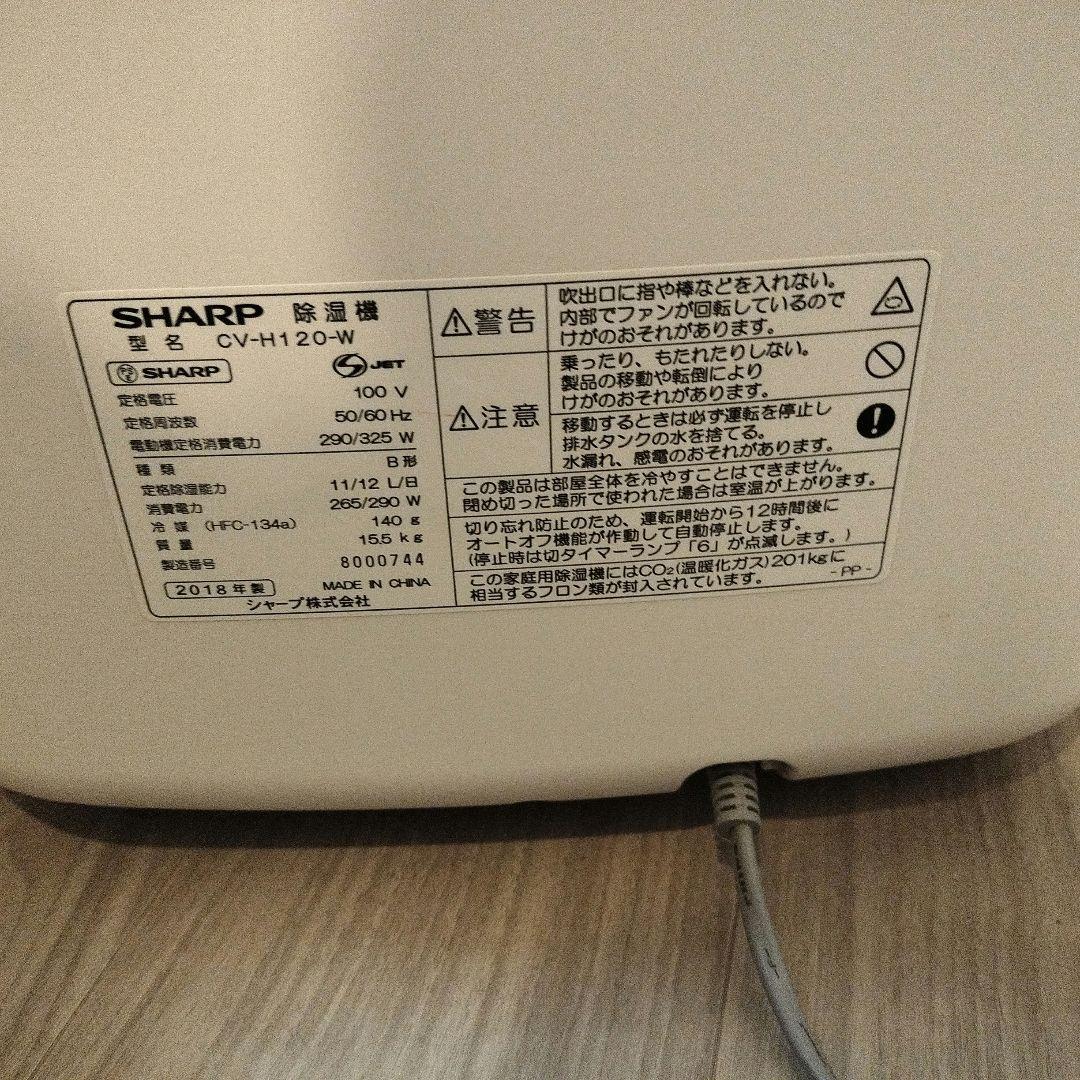 SHARP 除湿機
型名 CV-H120-W
SHARP
JET
定格電圧 100 V
定格周波数 50/60 Hz
電動機定格消費電力 290/325 W
種類 B形
定格除湿能力 11/12 L/日
消費電力 265/290 W
冷媒 (HFC-134a) 140 g
質量 15.5 kg
製造番号 8000744
2018年製 MADE IN CHINA
シャープ株式会社
⚠警告
吹出口に指や棒などを入れない。
内部でファンが回転しているので
けがのおそれがあります。
⚠注意
乗ったり、もたれたりしない。
製品の移動や転倒により
けがのおそれがあります。
移動するときは必ず運転を停止し
排水タンクの水を捨てる。
水漏れ、感電のおそれがあります。
この製品は部屋全体を冷やすことはできません。
閉め切った場所で使われた場合は室温が上がります。
切り忘れ防止のため、運転開始から12時間後に
オートオフ機能が作動して自動停止します。
(停止時は切タイマーランプ「6」が点滅します。)
この家庭用除湿機にはCO₂(温暖化ガス)201kgに
相当するフロン類が封入されています。
-PP-